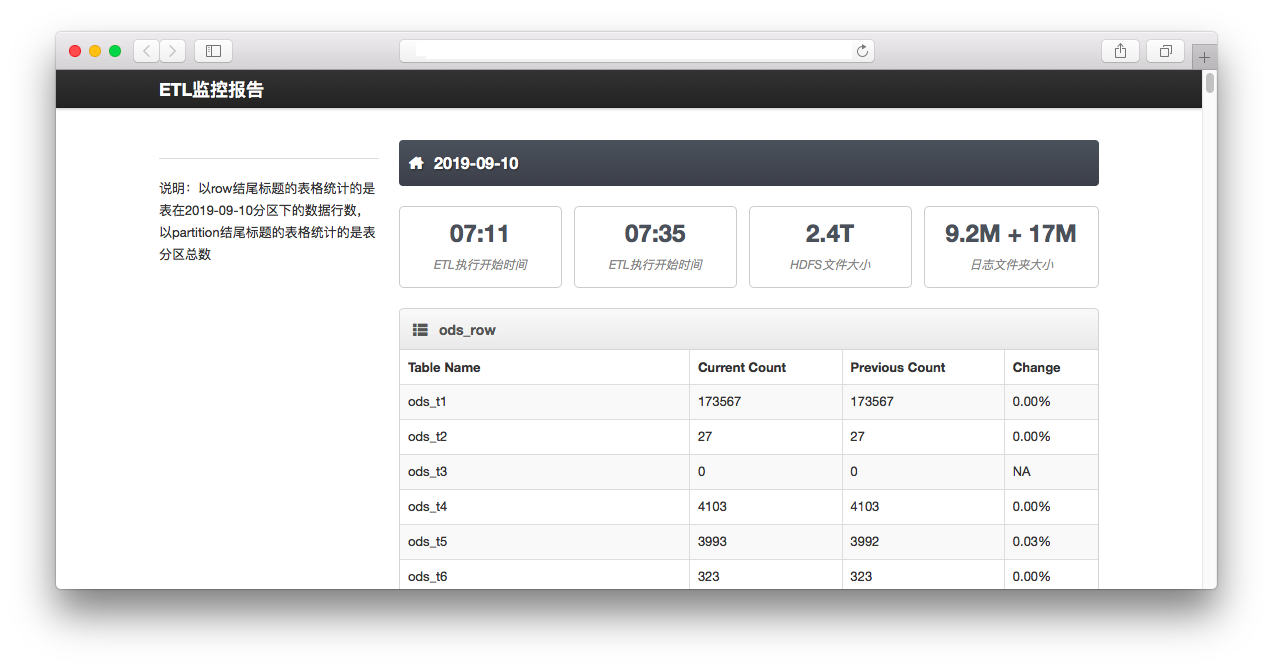 ETL监控报告
说明：以row结尾标题的表格统计的是
表在2019-09-10分区下的数据行数，
以partition结尾标题的表格统计的是表
分区总数
2019-09-10
07:11 07:35 2.4T 9.2M + 17M
ETL执行开始时间 ETL执行开始时间 HDFS文件大小 日志文件夹大小
ods_row
Table Name Current Count Previous Count Change
ods_t1 173567 173567 0.00%
ods_t2 27 27 0.00%
ods_t3 0 0 NA
ods_t4 4103 4103 0.00%
ods_t5 3993 3992 0.03%
ods_t6 323 323 0.00%